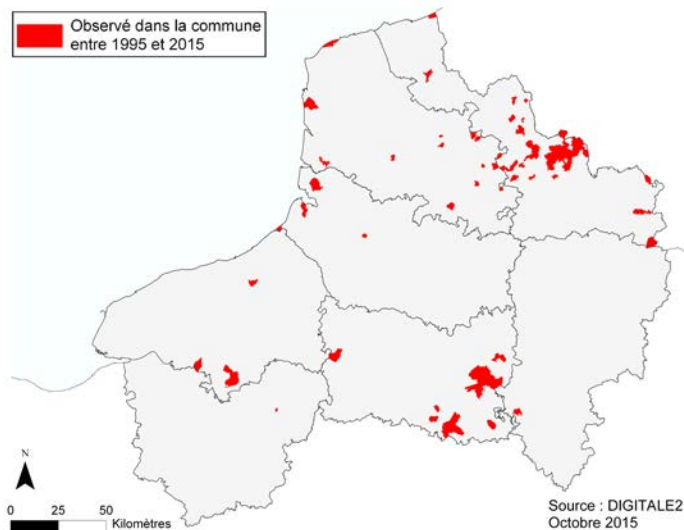 Observé dans la commune
entre 1995 et 2015
N
0 25 50
Kilomètres
Source : DIGITALE2
Octobre 2015